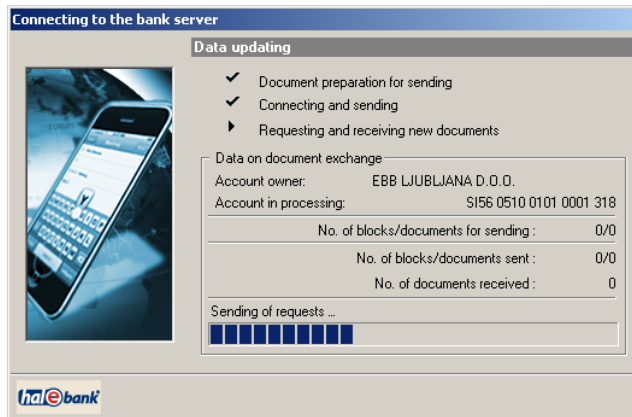 Connecting to the bank server
Data updating
Document preparation for sending
Connecting and sending
Requesting and receiving new documents
Data on document exchange
Account owner: EBB LJUBLJANA D.O.O.
Account in processing: SI56 0510 0101 0001 318
No. of blocks/documents for sending : 0/0
No. of blocks/documents sent : 0/0
No. of documents received : 0
Sending of requests ...
hal e bank